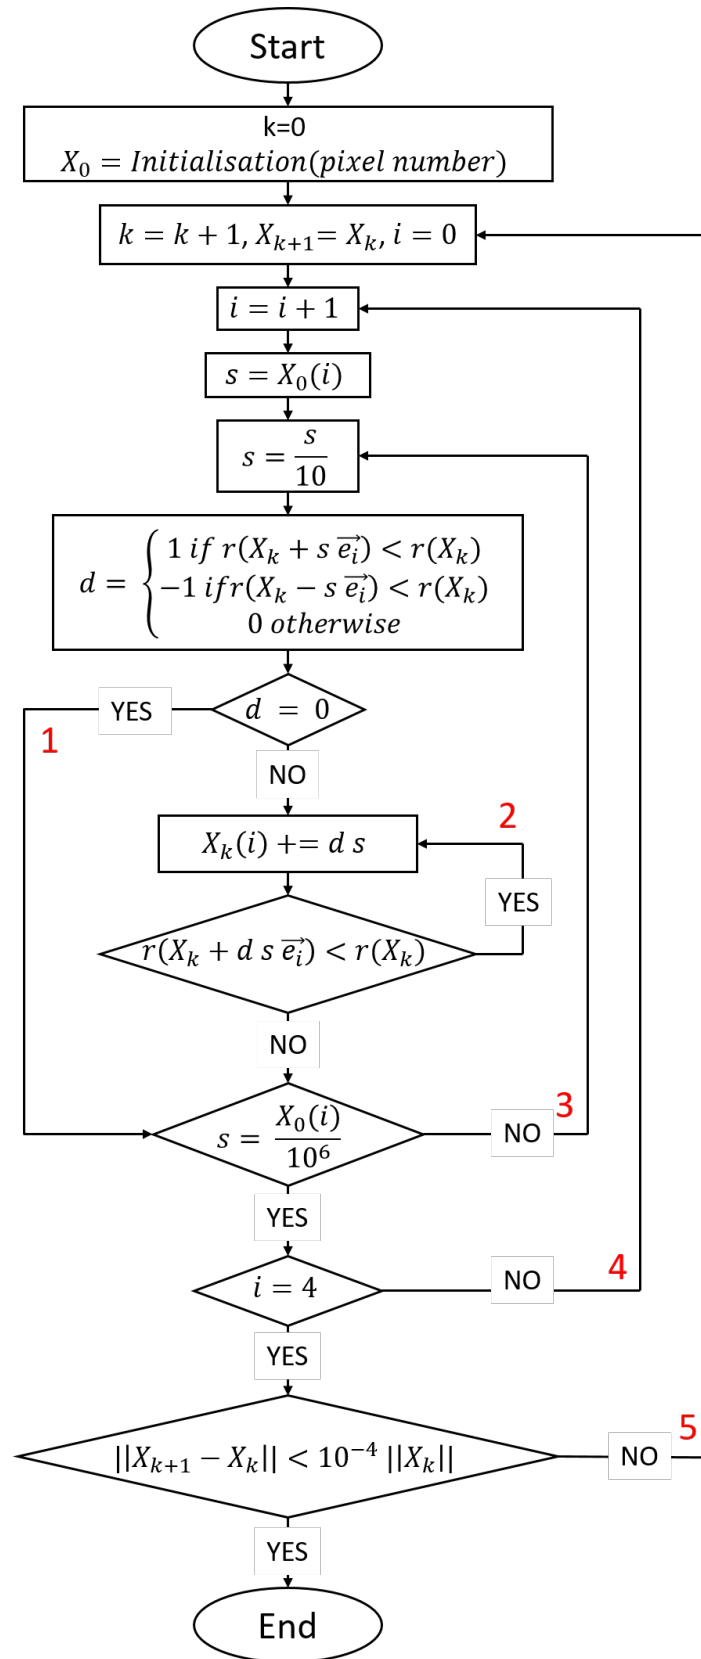 Start
k=0
X₀ = Initialisation(pixel number)
k = k + 1, Xₖ₊₁= Xₖ, i = 0
i = i + 1
s = X₀(i)
s = s/10
d = { 1 if r(Xₖ + s e⃗ᵢ) < r(Xₖ)
−1 ifr(Xₖ − s e⃗ᵢ) < r(Xₖ)
0 otherwise
d = 0
YES
1
NO
2
Xₖ(i) += d s
YES
r(Xₖ + d s e⃗ᵢ) < r(Xₖ)
NO
3
s = X₀(i)/10⁶
NO
YES
4
i = 4
NO
YES
5
||Xₖ₊₁ − Xₖ|| < 10⁻⁴ ||Xₖ||
NO
YES
End